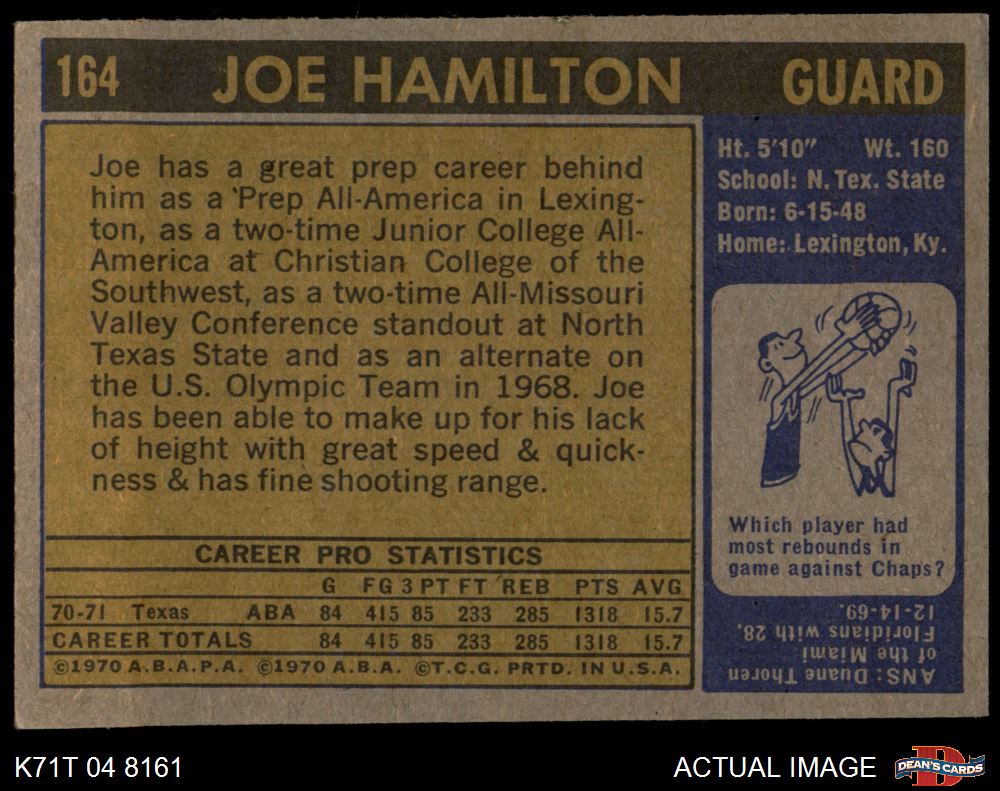 164 JOE HAMILTON GUARD
Joe has a great prep career behind
him as a 'Prep All-America in Lexing-
ton, as a two-time Junior College All-
America at Christian College of the
Southwest, as a two-time All-Missouri
Valley Conference standout at North
Texas State and as an alternate on
the U.S. Olympic Team in 1968. Joe
has been able to make up for his lack
of height with great speed & quick-
ness & has fine shooting range.
CAREER PRO STATISTICS
G FG 3 PT FT REB PTS AVG
70-71 Texas ABA 84 415 85 233 285 1318 15.7
CAREER TOTALS 84 415 85 233 285 1318 15.7
©1970 A.B.A.P.A. ©1970 A.B.A. ©T.C.G. PRTD. IN U.S.A.
Ht. 5'10" Wt. 160
School: N. Tex. State
Born: 6-15-48
Home: Lexington, Ky.
Which player had
most rebounds in
game against Chaps?
ANS: Duane Thoren
of the Miami
Floridians with 28,
12-14-69.
K71T 04 8161 ACTUAL IMAGE DEAN'S CARDS